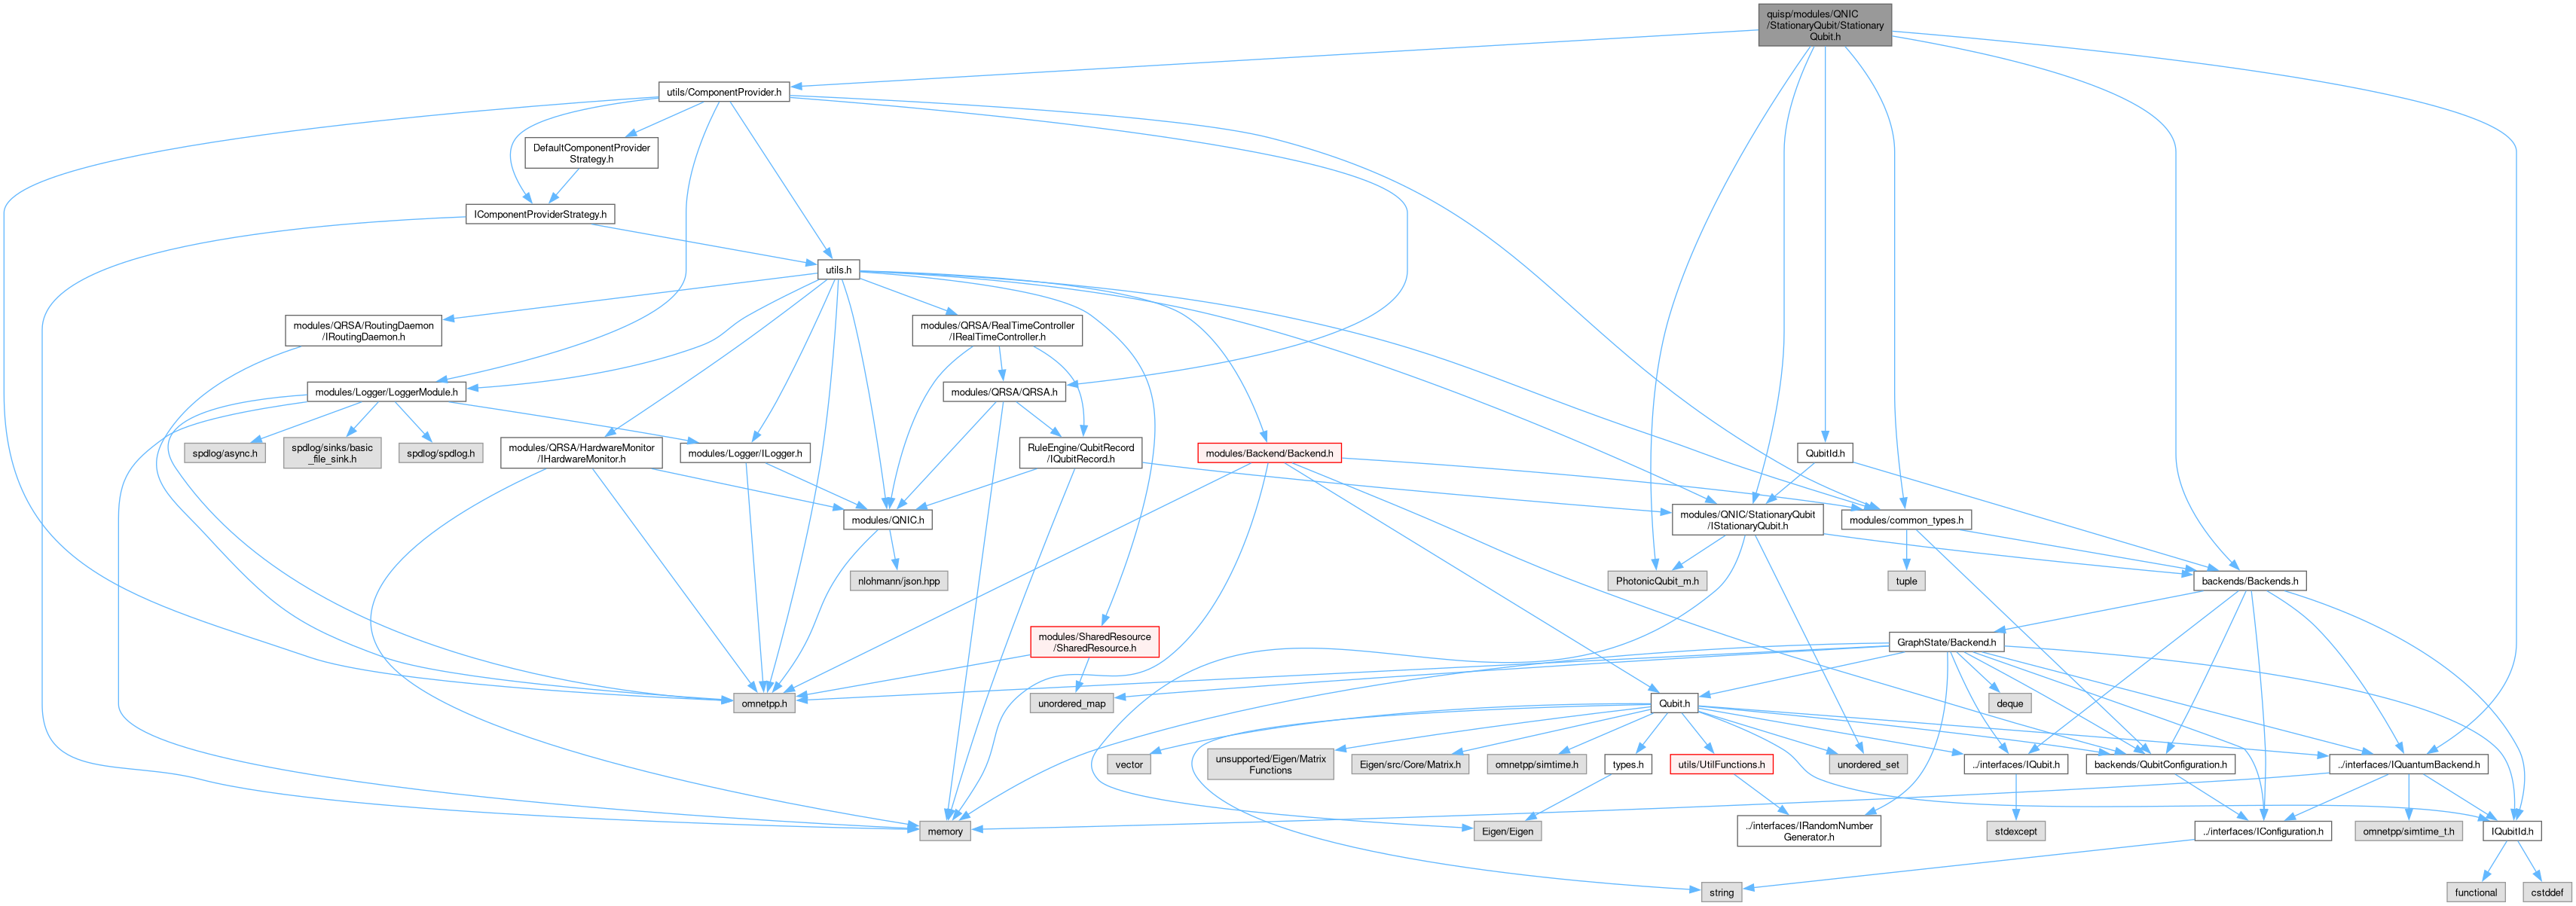 quisp/modules/QNIC
/StationaryQubit/Stationary
Qubit.h
utils/ComponentProvider.h
DefaultComponentProvider
Strategy.h
IComponentProviderStrategy.h
utils.h
modules/QRSA/RoutingDaemon
/IRoutingDaemon.h
modules/QRSA/RealTimeController
/IRealTimeController.h
modules/Logger/LoggerModule.h
modules/QRSA/QRSA.h
spdlog/async.h
spdlog/sinks/basic
_file_sink.h
spdlog/spdlog.h
modules/QRSA/HardwareMonitor
/IHardwareMonitor.h
modules/Logger/ILogger.h
RuleEngine/QubitRecord
/IQubitRecord.h
modules/Backend/Backend.h
QubitId.h
modules/QNIC.h
modules/QNIC/StationaryQubit
/IStationaryQubit.h
modules/common_types.h
nlohmann/json.hpp
PhotonicQubit_m.h
tuple
backends/Backends.h
modules/SharedResource
/SharedResource.h
GraphState/Backend.h
omnetpp.h
unordered_map
Qubit.h
deque
vector
unsupported/Eigen/Matrix
Functions
Eigen/src/Core/Matrix.h
omnetpp/simtime.h
types.h
utils/UtilFunctions.h
unordered_set
../interfaces/IQubit.h
backends/QubitConfiguration.h
../interfaces/IQuantumBackend.h
memory
Eigen/Eigen
../interfaces/IRandomNumber
Generator.h
stdexcept
../interfaces/IConfiguration.h
omnetpp/simtime_t.h
IQubitId.h
string
functional
cstddef